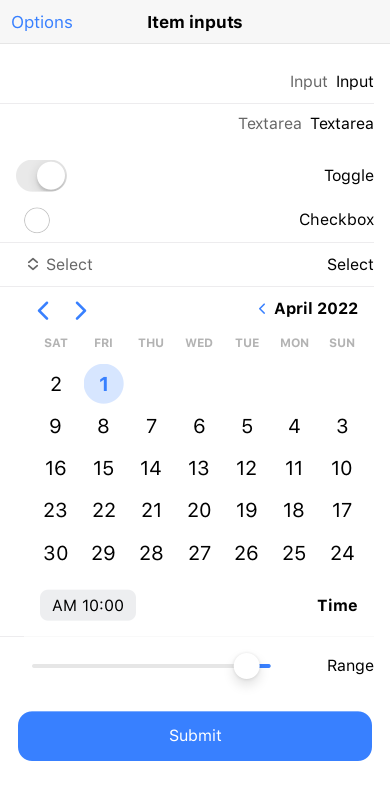 Options Item inputs
Input Input
Textarea Textarea
Toggle
Checkbox
Select Select
April 2022
SAT FRI THU WED TUE MON SUN
2 1
9 8 7 6 5 4 3
16 15 14 13 12 11 10
23 22 21 20 19 18 17
30 29 28 27 26 25 24
AM 10:00 Time
Range
Submit